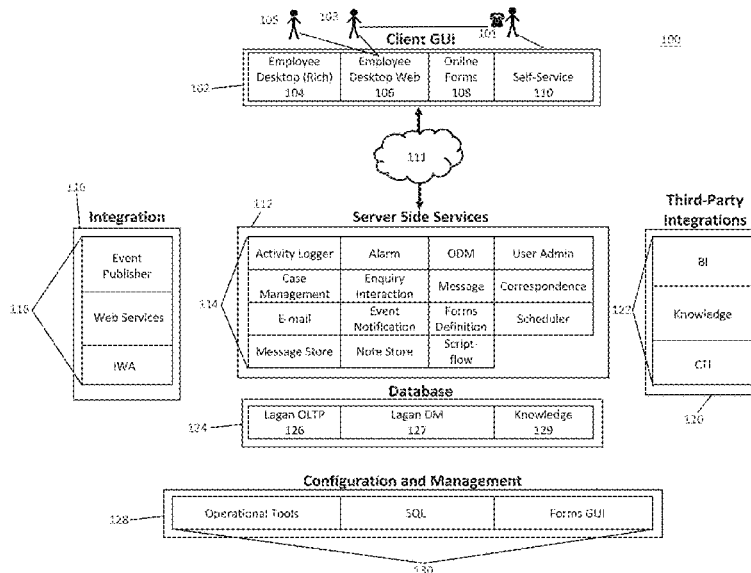 105
103
101
100
Client GUI
Employee Desktop (Rich) 104
Employee Desktop Web 106
Online Forms 108
Self-Service 110
102
111
116
Integration
Event Publisher
Web Services
IWA
112
Server Side Services
Activity Logger
Alarm
ODM
User Admin
Case Management
Enquiry Interaction
Message
Correspondence
E-mail
Event Notification
Forms Definition
Scheduler
Message Store
Note Store
Script-flow
114
Third-Party Integrations
BI
Knowledge
CTI
122
120
Database
Lagan OLTP 126
Lagan DM 127
Knowledge 129
124
Configuration and Management
Operational Tools
SQL
Forms GUI
128
130